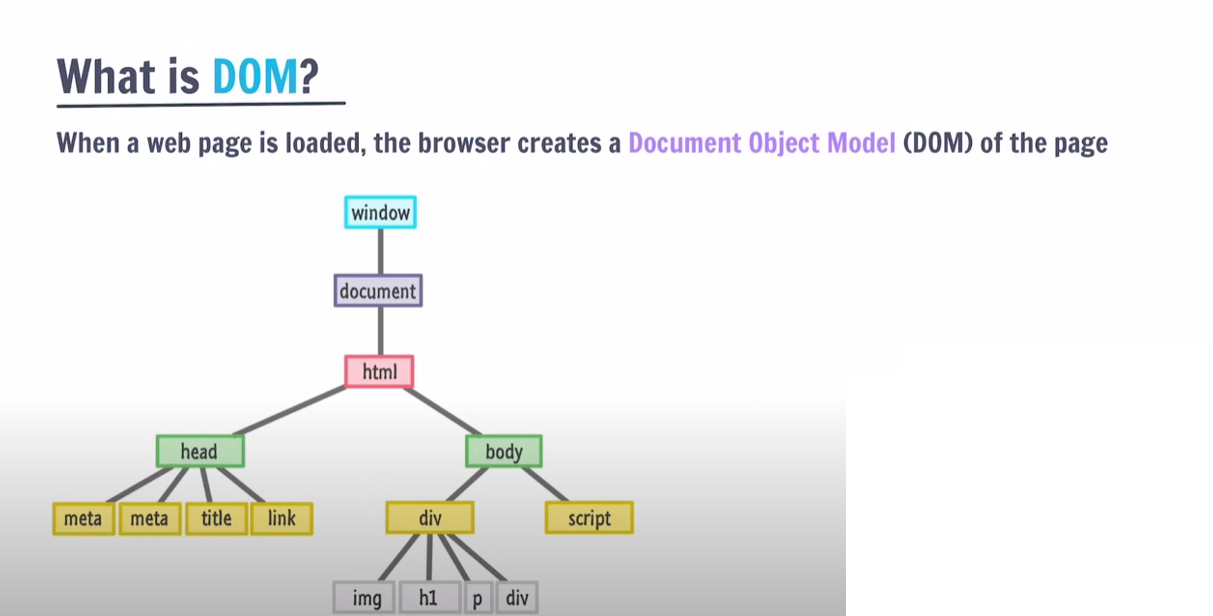 What is DOM?
When a web page is loaded, the browser creates a Document Object Model (DOM) of the page
window
document
html
head body
meta meta title link div script
img h1 p div